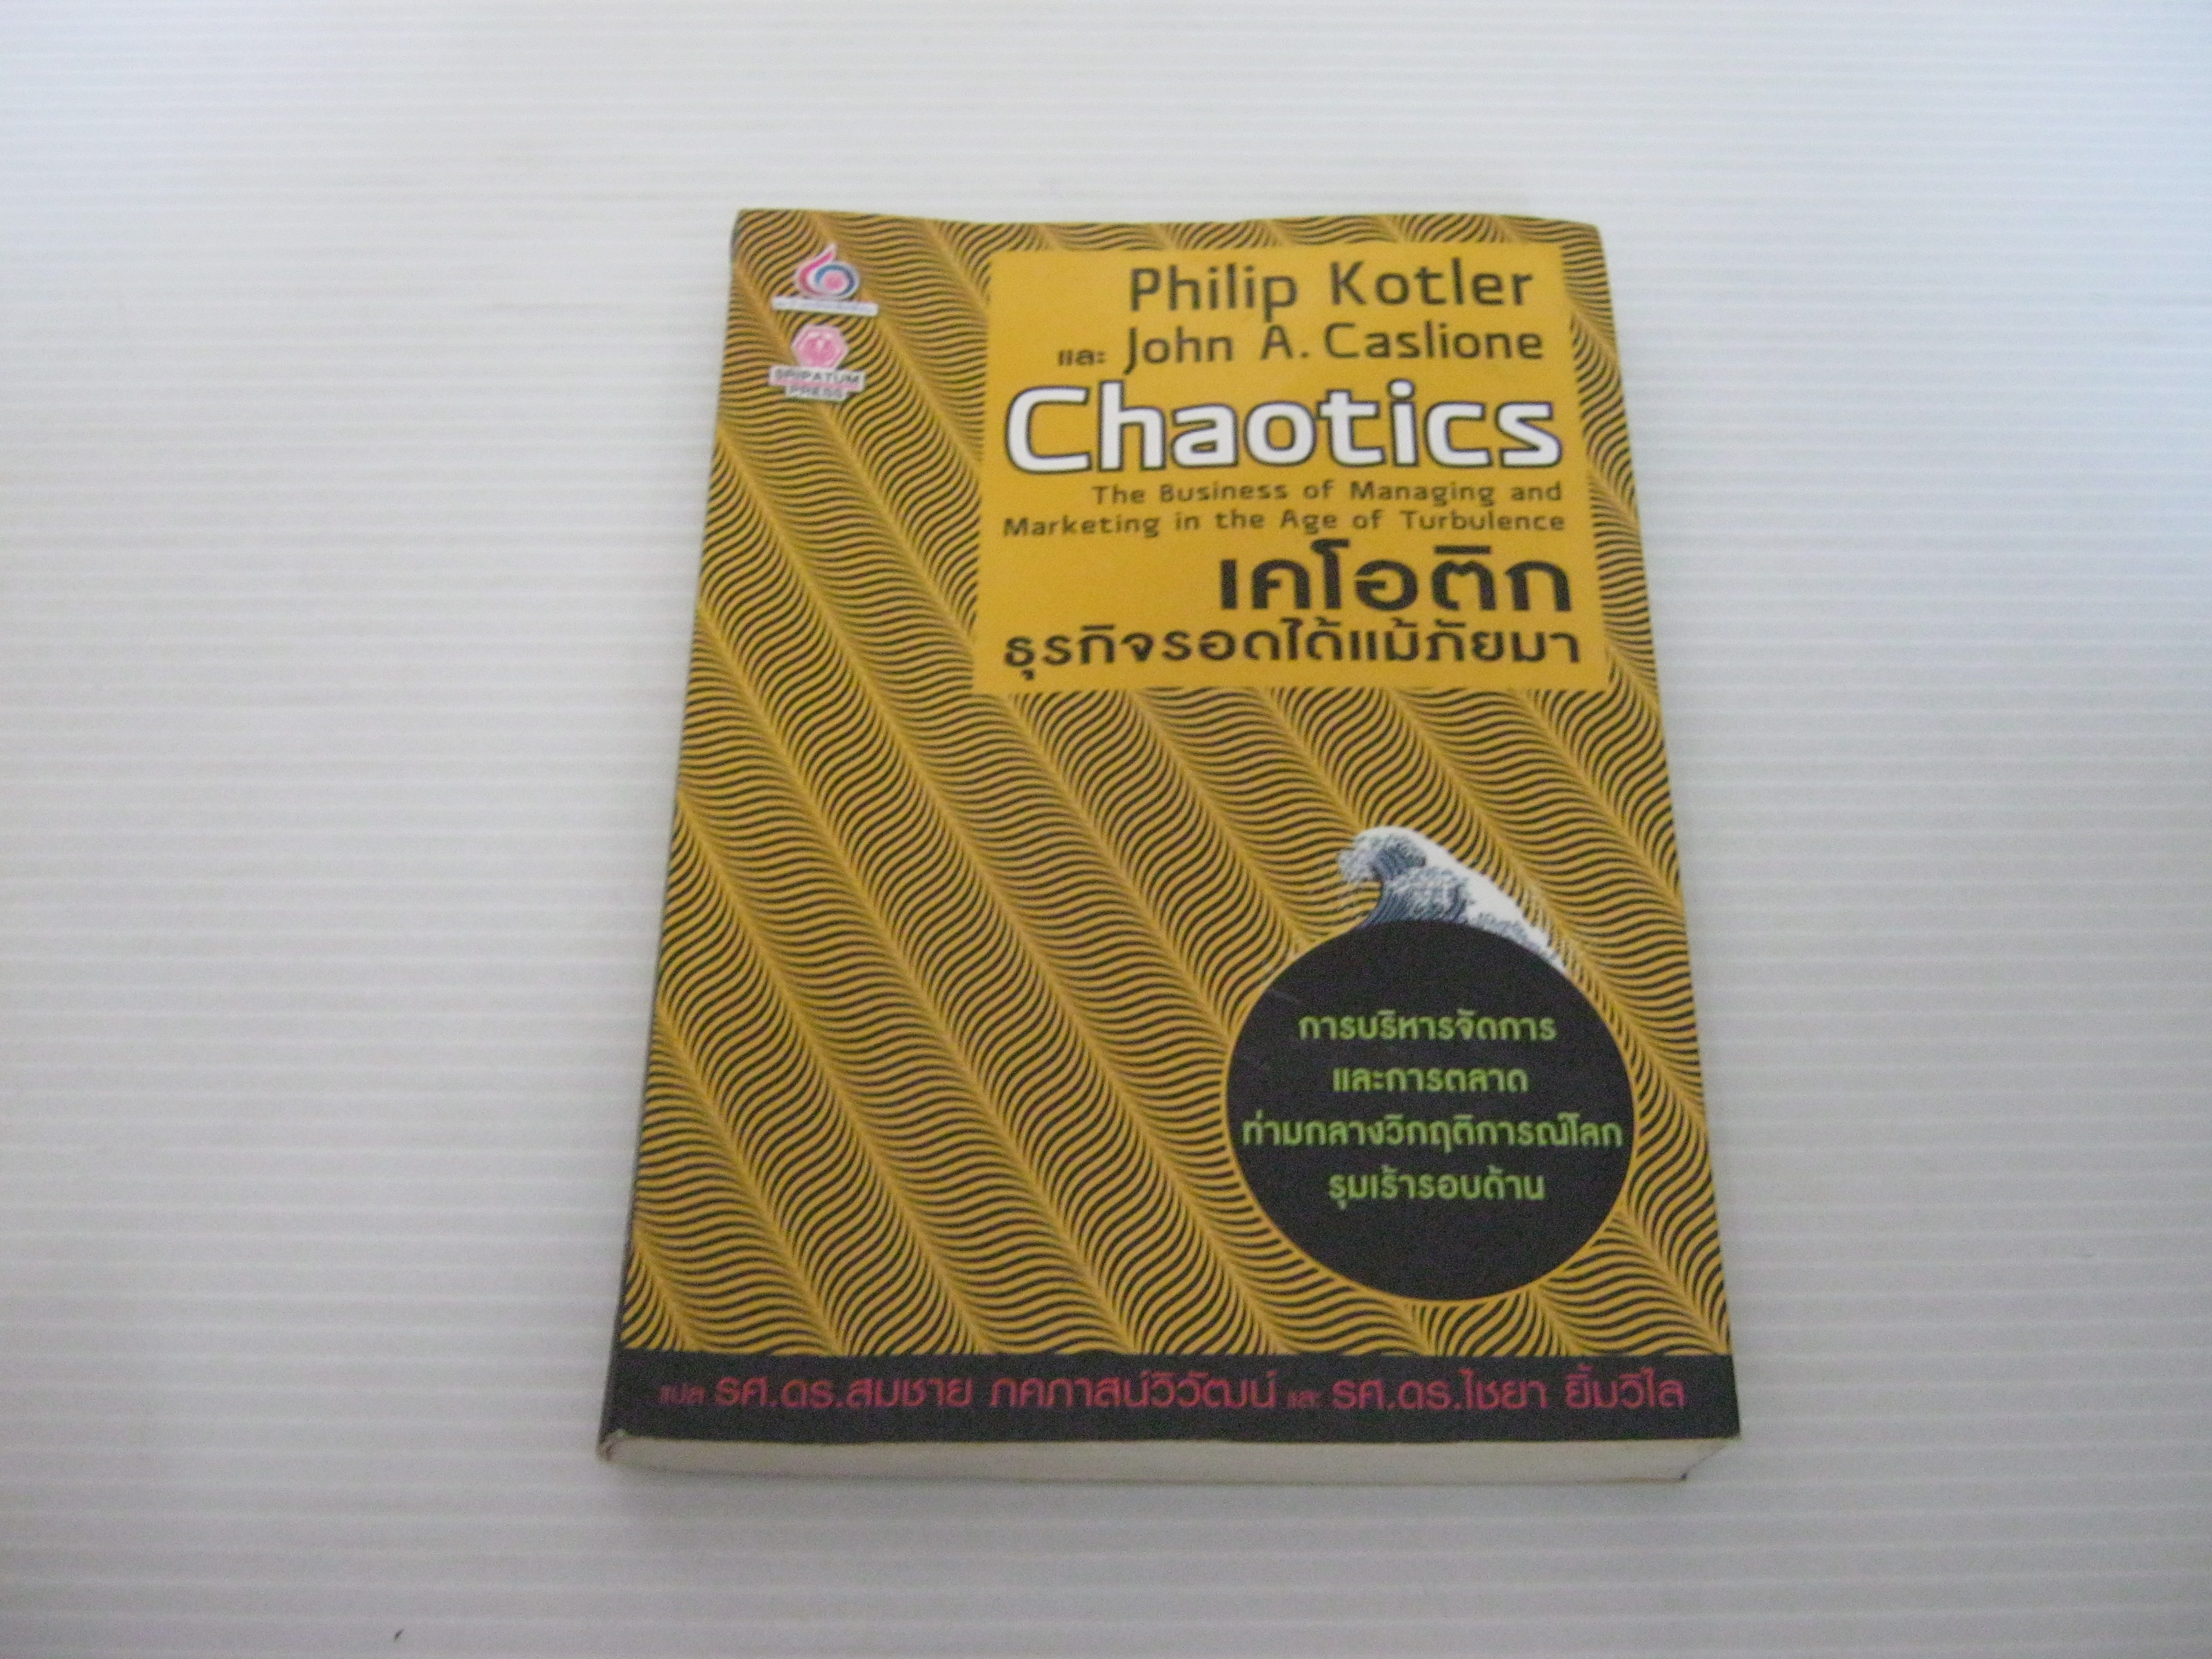 SRIPATUM
PRESS
Philip Kotler
และ John A. Caslione
Chaotics
The Business of Managing and
Marketing in the Age of Turbulence
เคโอติก
ธุรกิจรอดได้แม้ภัยมา
การบริหารจัดการ
และการตลาด
ท่ามกลางวิกฤติการณ์โลก
รุมเร้ารอบด้าน
แปล รศ.ดร.สมชาย ภคภาสน์วิวัฒน์ และ รศ.ดร.ไชยา ยิ้มวิไล